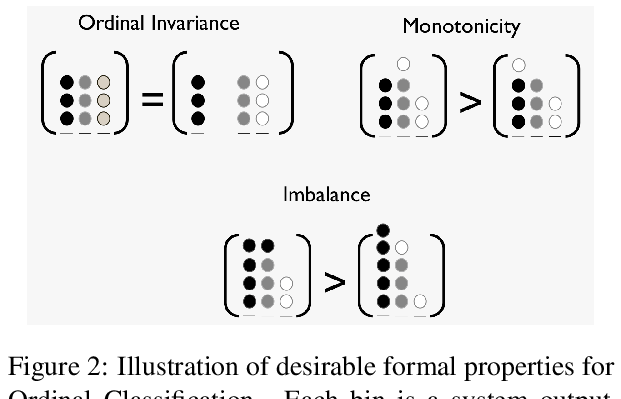 Ordinal Invariance
Monotonicity
=
>
Imbalance
>
Figure 2: Illustration of desirable formal properties for
Ordinal Classification. Each bin is a system output,